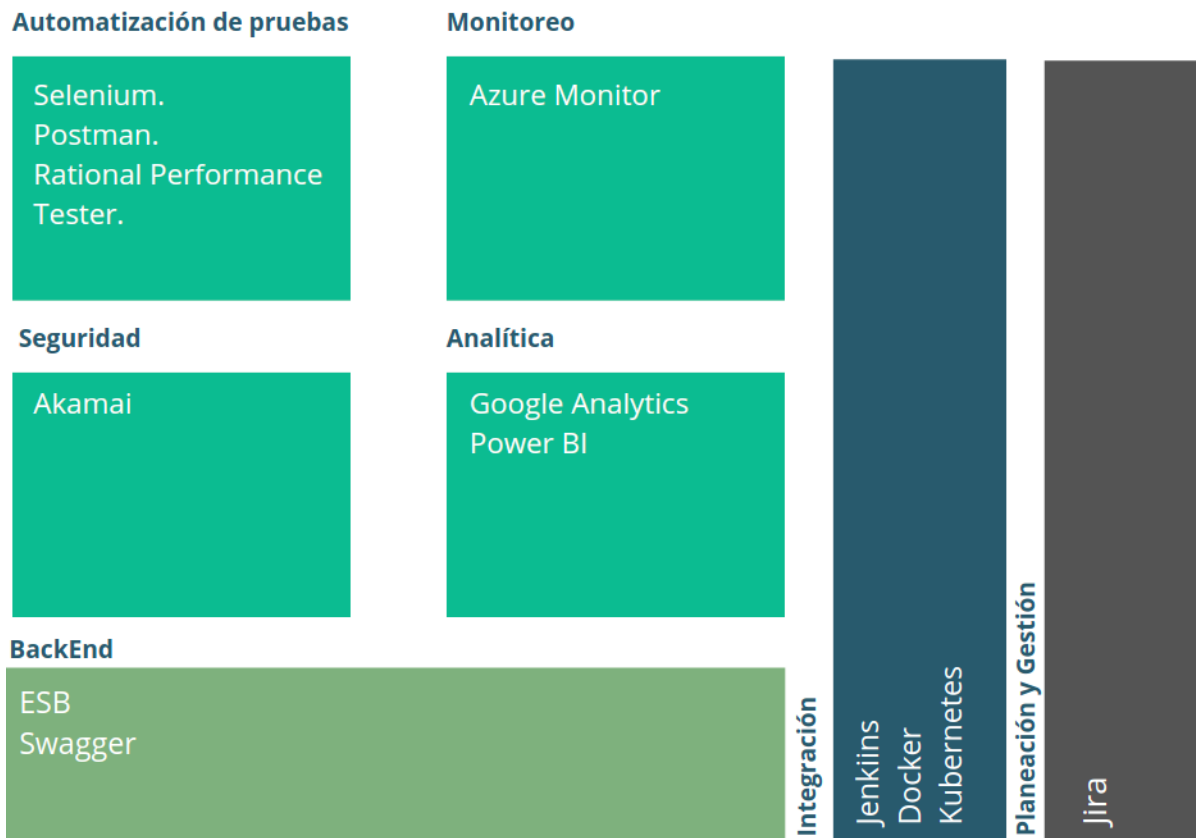 Automatización de pruebas
Selenium.
Postman.
Rational Performance
Tester.
Monitoreo
Azure Monitor
Seguridad
Akamai
Analítica
Google Analytics
Power BI
BackEnd
ESB
Swagger
Integración
Jenkiins
Docker
Kubernetes
Planeación y Gestión
Jira